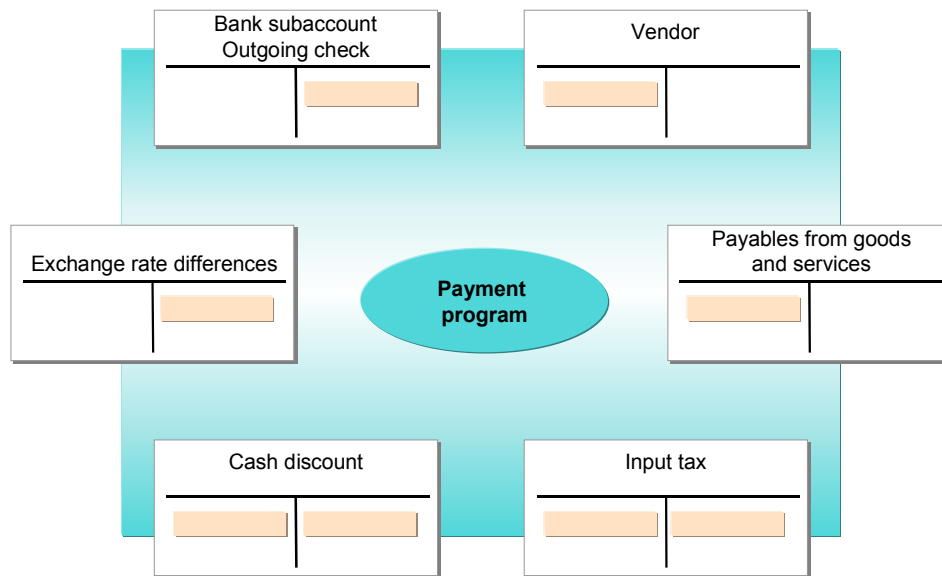 Bank subaccount
Outgoing check
Vendor
Exchange rate differences
Payment
program
Payables from goods
and services
Cash discount
Input tax